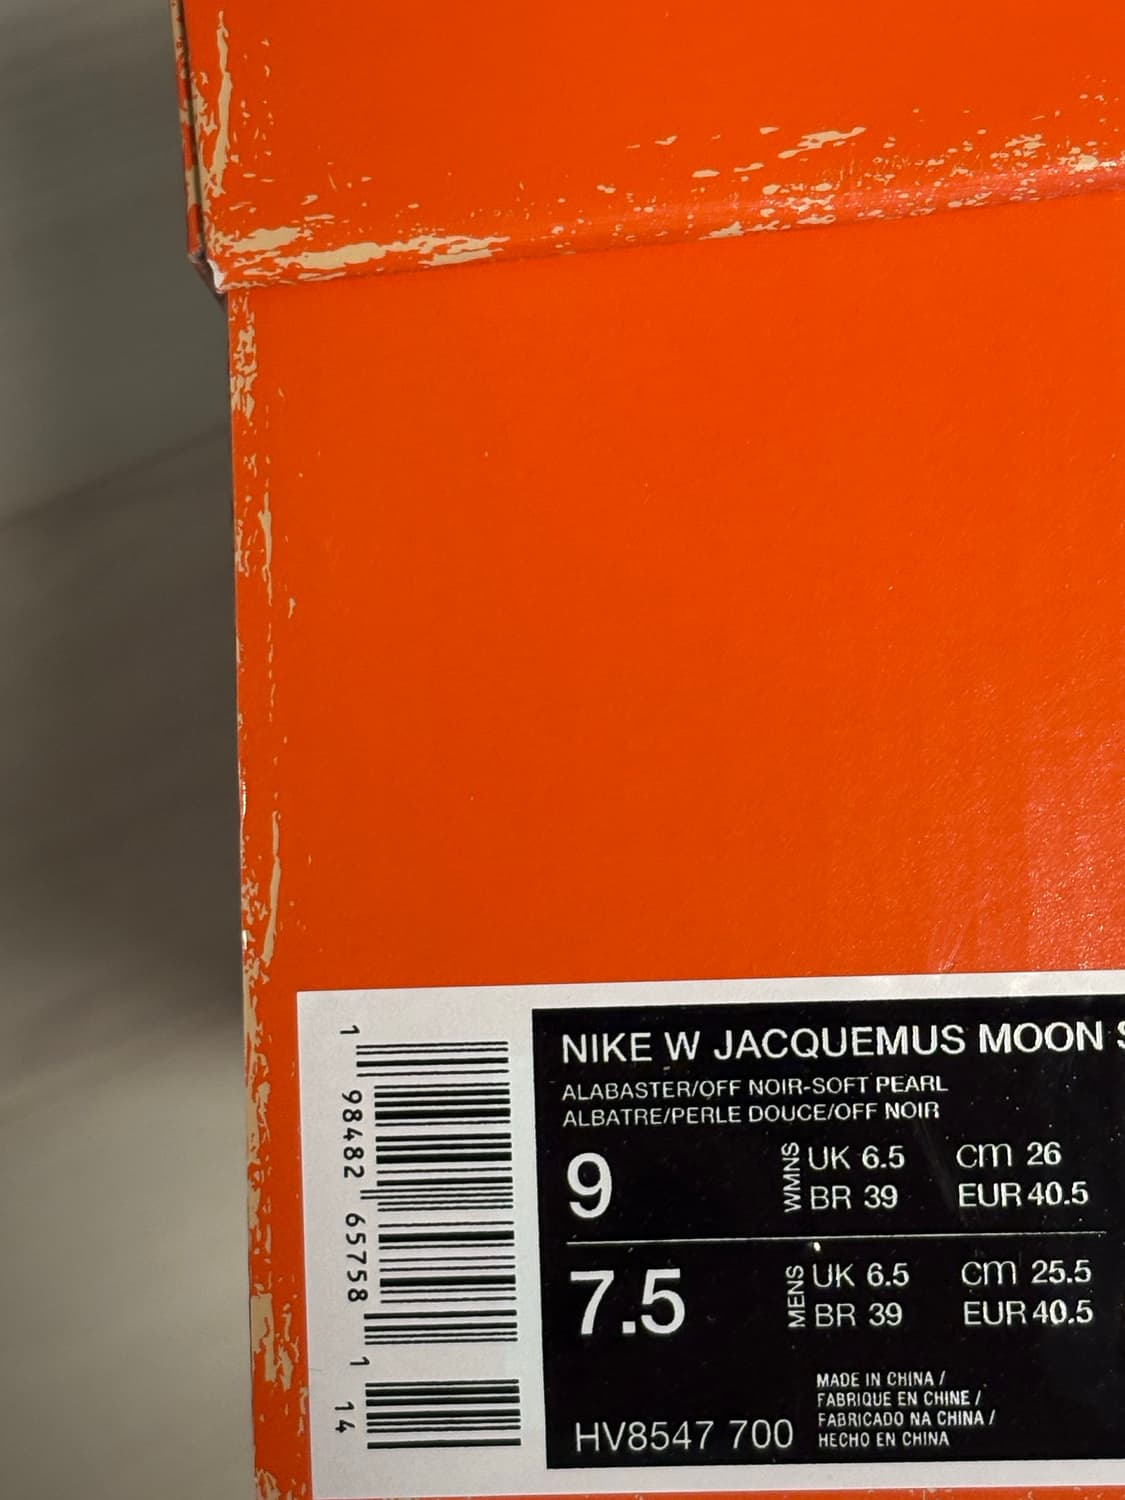 NIKE W JACQUEMUS MOON S
ALABASTER/OFF NOIR-SOFT PEARL
ALBATRE/PERLE DOUCE/OFF NOIR
9
WMNS
UK 6.5 cm 26
BR 39 EUR 40.5
7.5
MENS
UK 6.5 cm 25.5
BR 39 EUR 40.5
HV8547 700
MADE IN CHINA /
FABRIQUE EN CHINE /
FABRICADO NA CHINA /
HECHO EN CHINA
1 98482 65758 1 14